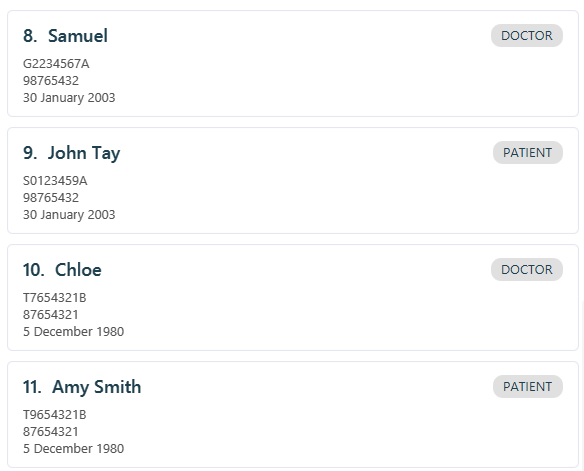 8. Samuel
DOCTOR
G2234567A
98765432
30 January 2003
9. John Tay
PATIENT
S0123459A
98765432
30 January 2003
10. Chloe
DOCTOR
T7654321B
87654321
5 December 1980
11. Amy Smith
PATIENT
T9654321B
87654321
5 December 1980